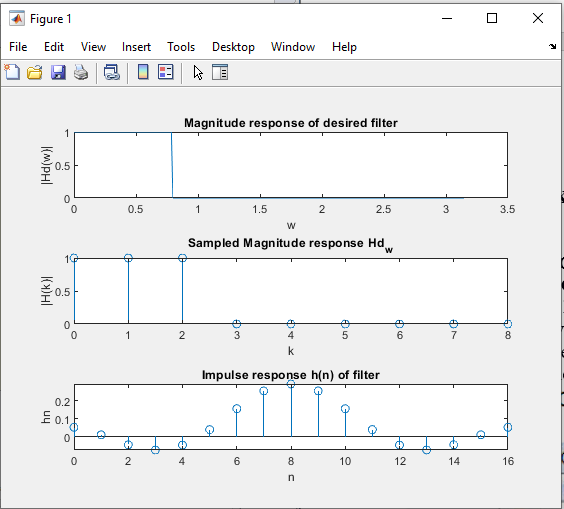 Figure 1
File Edit View Insert Tools Desktop Window Help
Magnitude response of desired filter
|Hd(w)|
1
0.5
0
0 0.5 1 1.5 2 2.5 3 3.5
w
Sampled Magnitude response Hd_w
|H(k)|
1
0.5
0
0 1 2 3 4 5 6 7 8
k
Impulse response h(n) of filter
hn
0.2
0.1
0
0 2 4 6 8 10 12 14 16
n